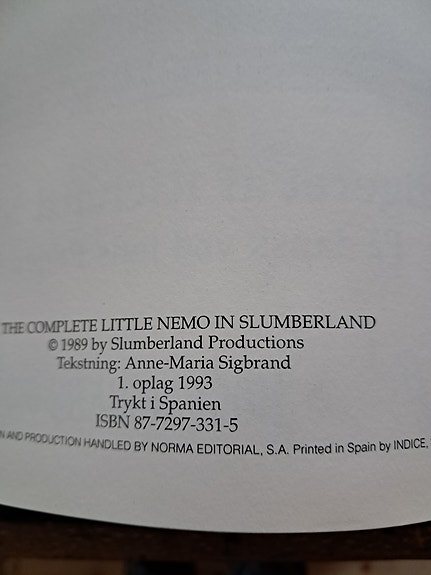 THE COMPLETE LITTLE NEMO IN SLUMBERLAND
© 1989 by Slumberland Productions
Tekstning: Anne-Maria Sigbrand
1. oplag 1993
Trykt i Spanien
ISBN 87-7297-331-5
AND PRODUCTION HANDLED BY NORMA EDITORIAL, S.A. Printed in Spain by INDICE,